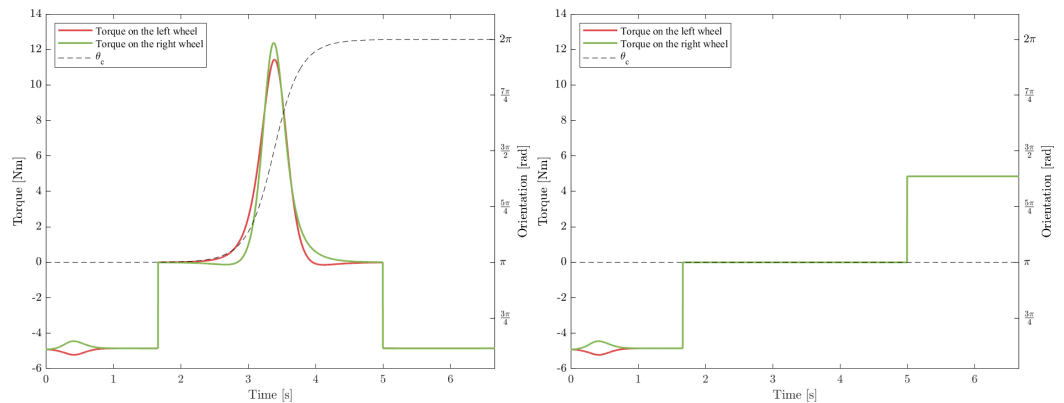 14
12
10
8
6
4
2
0
-2
-4
-6
0
1
2
3
4
5
6
Time [s]
Torque [Nm]
Orientation [rad]
2π
7π/4
3π/2
5π/4
π
3π/4
Torque on the left wheel
Torque on the right wheel
θc
14
12
10
8
6
4
2
0
-2
-4
-6
0
1
2
3
4
5
6
Time [s]
Torque [Nm]
Orientation [rad]
2π
7π/4
3π/2
5π/4
π
3π/4
Torque on the left wheel
Torque on the right wheel
θc